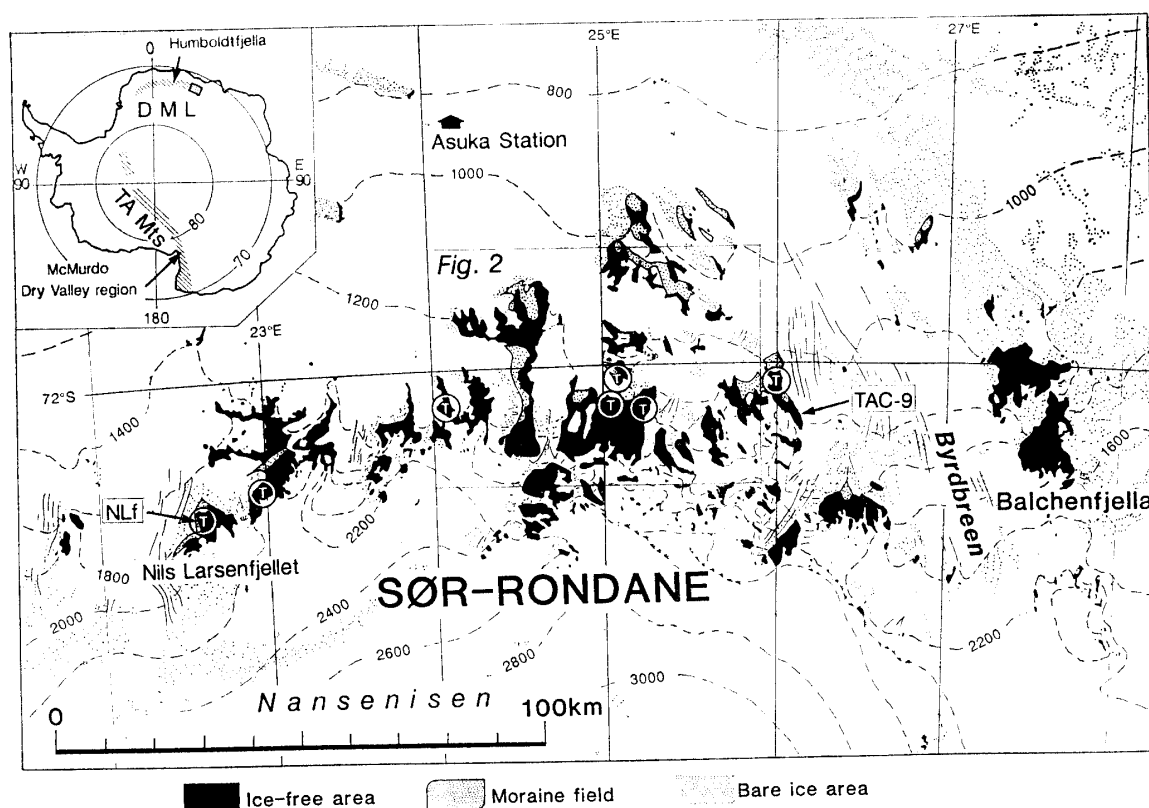 Humboldtfjella
0
DML
W
90
E
90
TA Mts
80
70
McMurdo
Dry Valley region
180
23°E
25°E
27°E
800
Asuka Station
1000
1000
Fig. 2
1200
72°S
1400
T
T
T
T
T
TAC-9
NLf
T
T
Nils Larsenfjellet
1800
2000
2200
2400
2600
2800
3000
SØR-RONDANE
Byrdbreen
Balchenfjella
1600
2200
Nansenisen
0
100km
Ice-free area
Moraine field
Bare ice area